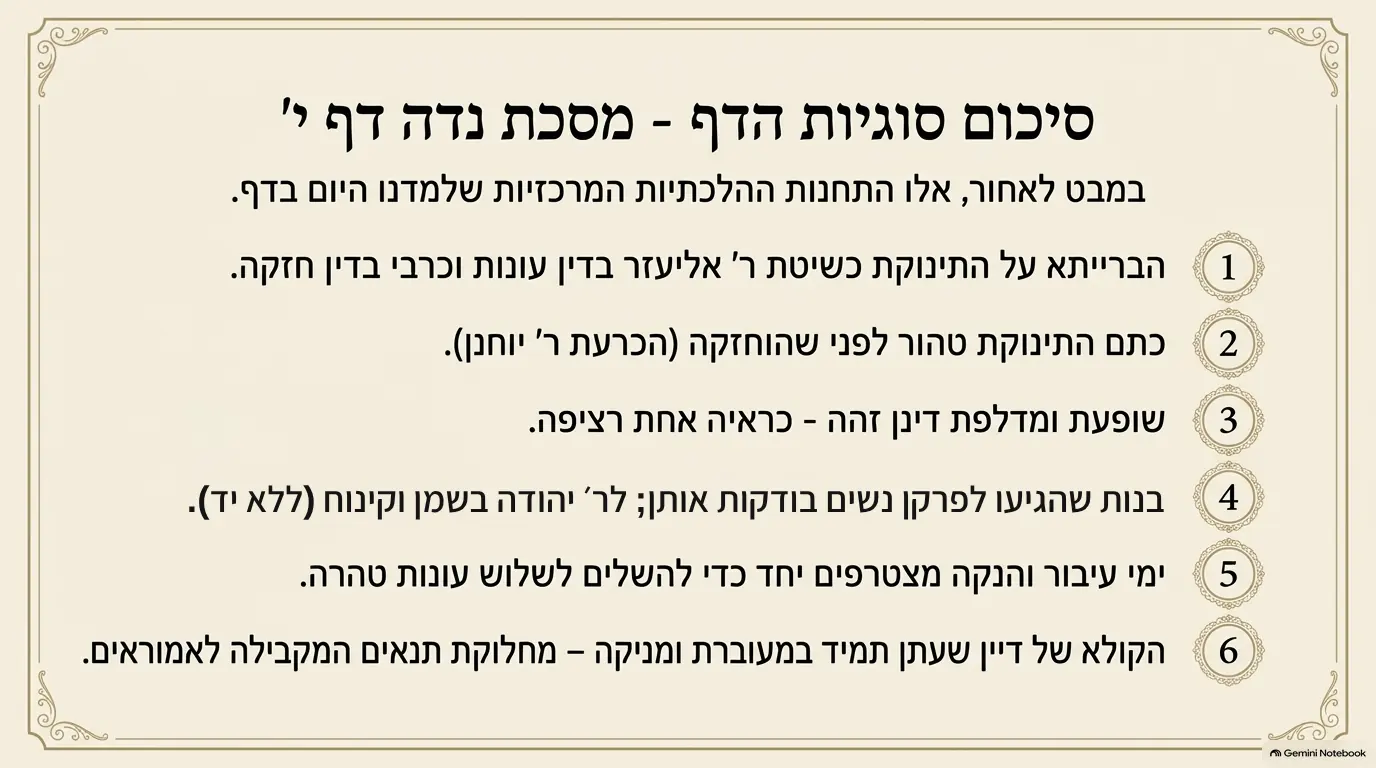 סיכום סוגיות הדף - מסכת נדה דף י'
במבט לאחור, אלו התחנות ההלכתיות המרכזיות שלמדנו היום בדף.
1 הברייתא על התינוקת כשיטת ר' אליעזר בדין עונות וכרבי בדין חזקה.
2 כתם התינוקת טהור לפני שהוחזקה (הכרעת ר' יוחנן).
3 שופעת ומדלפת דינן זהה - כראיה אחת רציפה.
4 בנות שהגיעו לפרקן נשים בודקות אותן; לר׳ יהודה בשמן וקינוח (ללא יד).
5 ימי עיבור והנקה מצטרפים יחד כדי להשלים לשלוש עונות טהרה.
6 הקולא של דיין שעתן תמיד במעוברת ומניקה – מחלוקת תנאים המקבילה לאמוראים.
Gemini Notebook